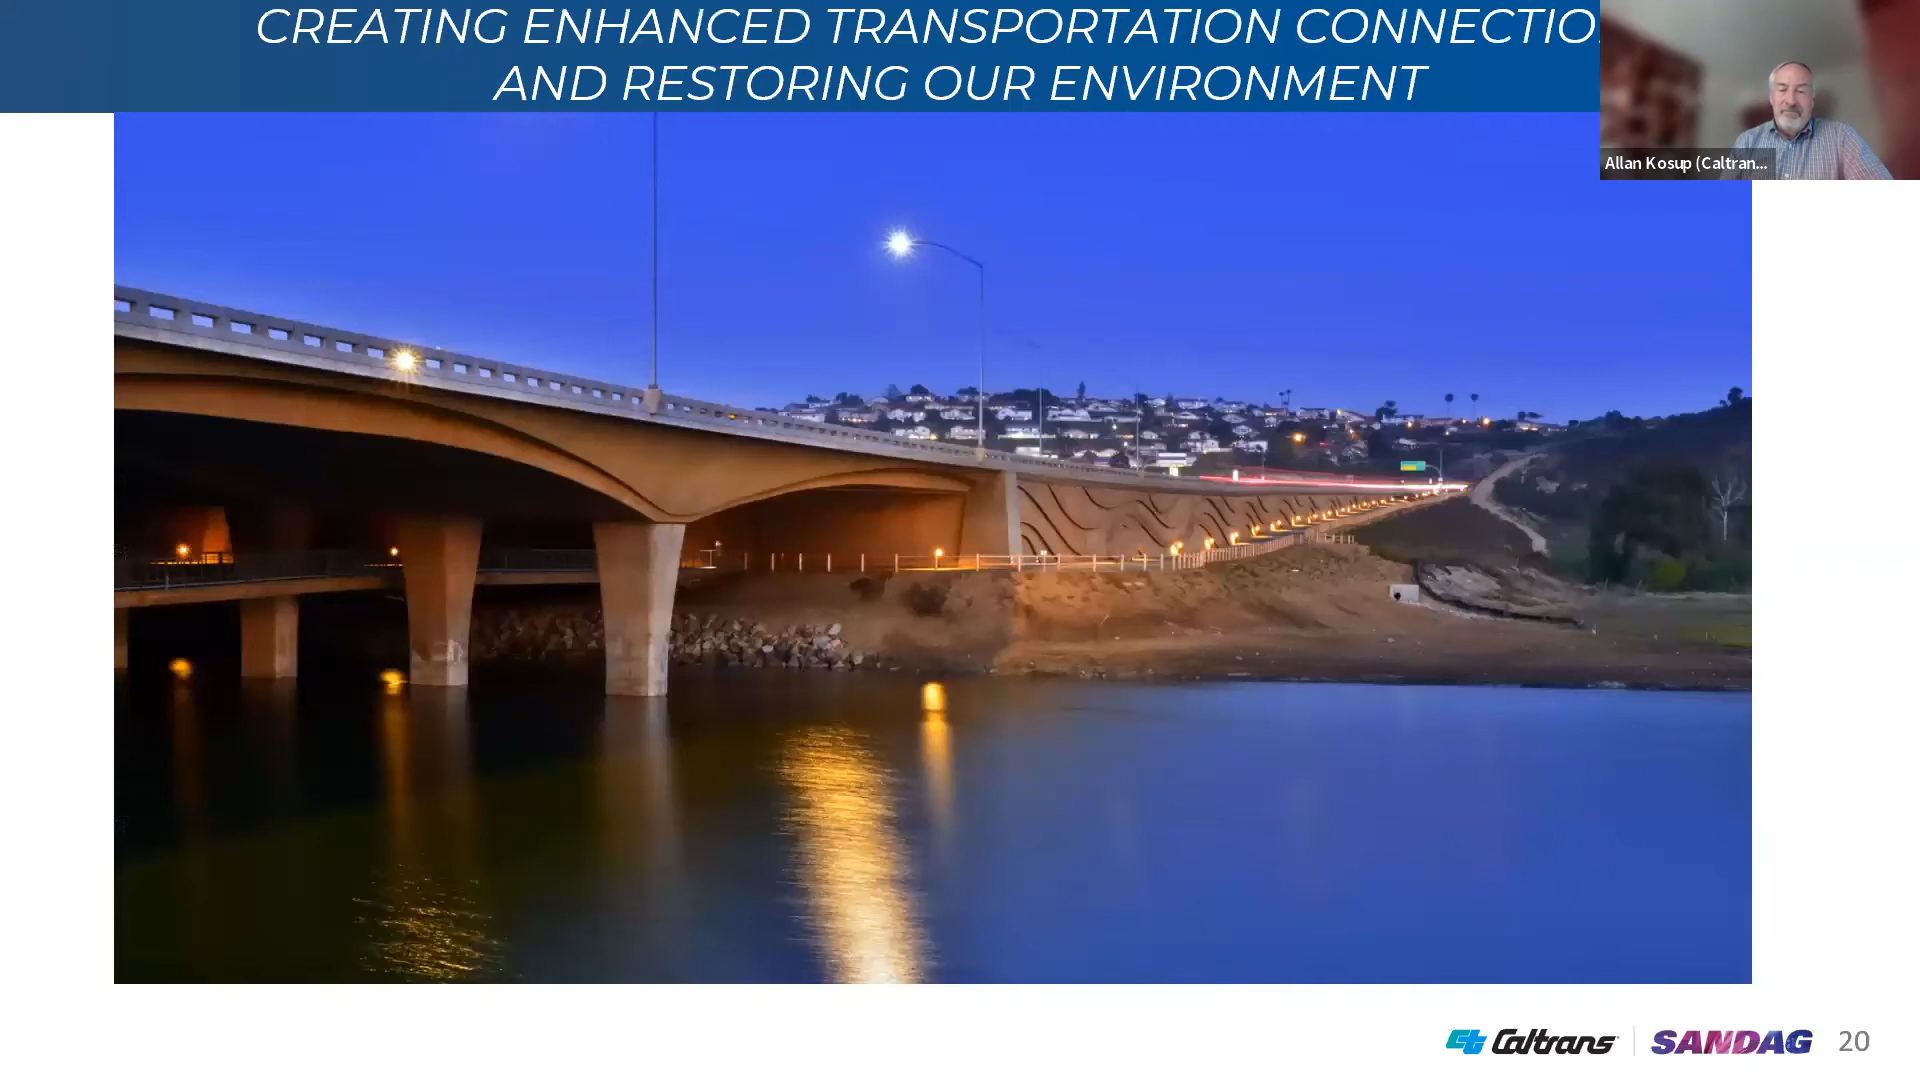 CREATING ENHANCED TRANSPORTATION CONNECTIO
AND RESTORING OUR ENVIRONMENT
Allan Kosup (Caltran...
Caltrans
SANDAG
20